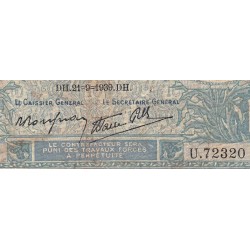 DH.21-9-1939.DH.
Le Caissier Général Le Secrétaire Général
U.72320
LE CONTREFACTEUR SERA
PUNI DES TRAVAUX FORCÉS
À PERPÉTUITÉ